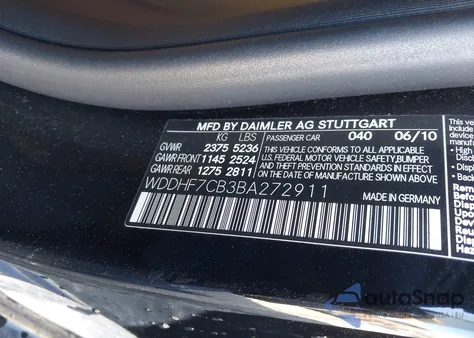 MFD BY DAIMLER AG STUTTGART
KG LBS PASSENGER CAR 040 06/10
GVWR 2375 5236 THIS VEHICLE CONFORMS TO ALL APPLICABLE
GAWR FRONT 1145 2524 U.S. FEDERAL MOTOR VEHICLE SAFETY, BUMPER,
GAWR REAR 1275 2811 AND THEFT PREVENTION STANDARDS IN EFFECT
ON THE DATE OF MANUFACTURE SHOWN ABOVE
WDDHF7CB3BA272911
MADE IN GERMANY
autoSnap